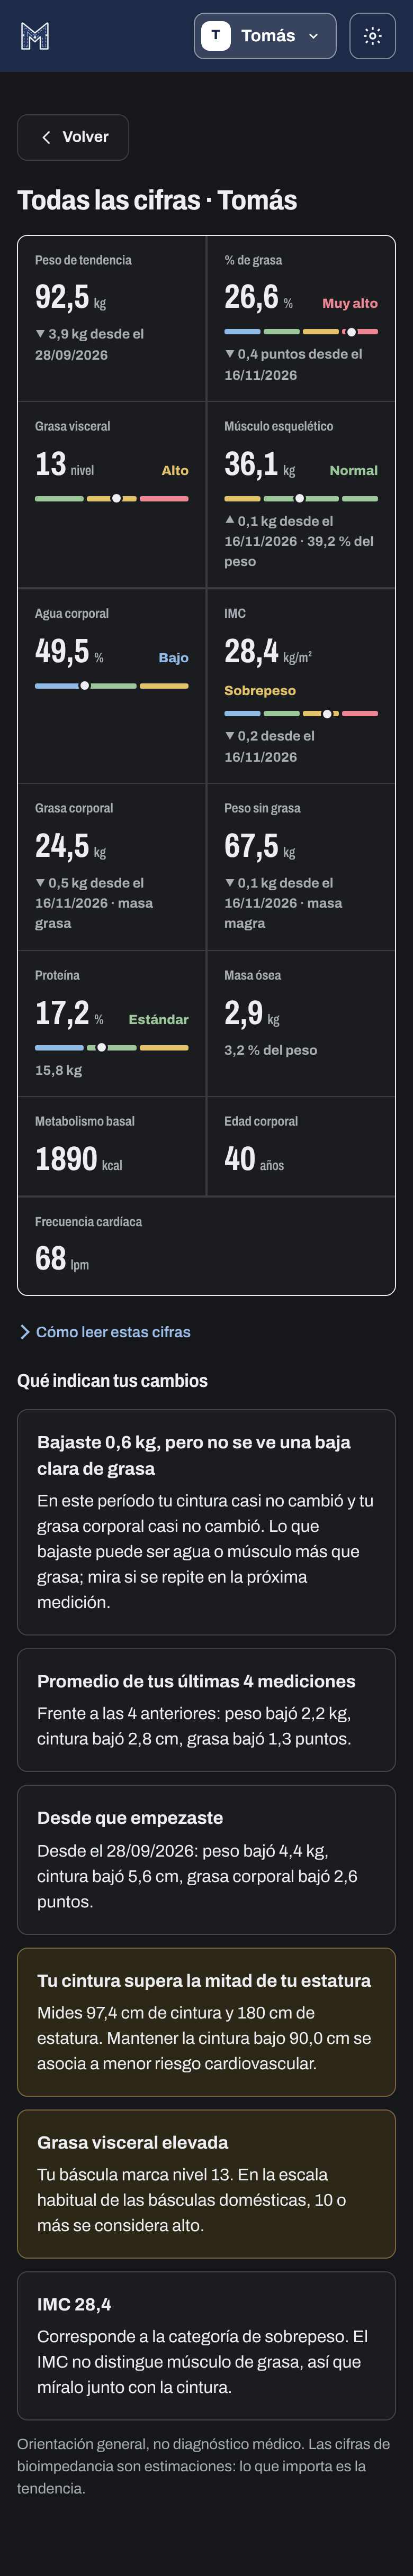 T Tomás
Volver
Todas las cifras · Tomás
Peso de tendencia
92,5 kg
▼ 3,9 kg desde el
28/09/2026
% de grasa
26,6 % Muy alto
▼ 0,4 puntos desde el
16/11/2026
Grasa visceral
13 nivel Alto
Músculo esquelético
36,1 kg Normal
▲ 0,1 kg desde el
16/11/2026 · 39,2 % del
peso
Agua corporal
49,5 % Bajo
IMC
28,4 kg/m²
Sobrepeso
▼ 0,2 desde el
16/11/2026
Grasa corporal
24,5 kg
▼ 0,5 kg desde el
16/11/2026 · masa
grasa
Peso sin grasa
67,5 kg
▼ 0,1 kg desde el
16/11/2026 · masa
magra
Proteína
17,2 % Estándar
15,8 kg
Masa ósea
2,9 kg
3,2 % del peso
Metabolismo basal
1890 kcal
Edad corporal
40 años
Frecuencia cardíaca
68 lpm
Cómo leer estas cifras
Qué indican tus cambios
Bajaste 0,6 kg, pero no se ve una baja
clara de grasa
En este período tu cintura casi no cambió y tu
grasa corporal casi no cambió. Lo que
bajaste puede ser agua o músculo más que
grasa; mira si se repite en la próxima
medición.
Promedio de tus últimas 4 mediciones
Frente a las 4 anteriores: peso bajó 2,2 kg,
cintura bajó 2,8 cm, grasa bajó 1,3 puntos.
Desde que empezaste
Desde el 28/09/2026: peso bajó 4,4 kg,
cintura bajó 5,6 cm, grasa corporal bajó 2,6
puntos.
Tu cintura supera la mitad de tu estatura
Mides 97,4 cm de cintura y 180 cm de
estatura. Mantener la cintura bajo 90,0 cm se
asocia a menor riesgo cardiovascular.
Grasa visceral elevada
Tu báscula marca nivel 13. En la escala
habitual de las básculas domésticas, 10 o
más se considera alto.
IMC 28,4
Corresponde a la categoría de sobrepeso. El
IMC no distingue músculo de grasa, así que
míralo junto con la cintura.
Orientación general, no diagnóstico médico. Las cifras de
bioimpedancia son estimaciones: lo que importa es la
tendencia.